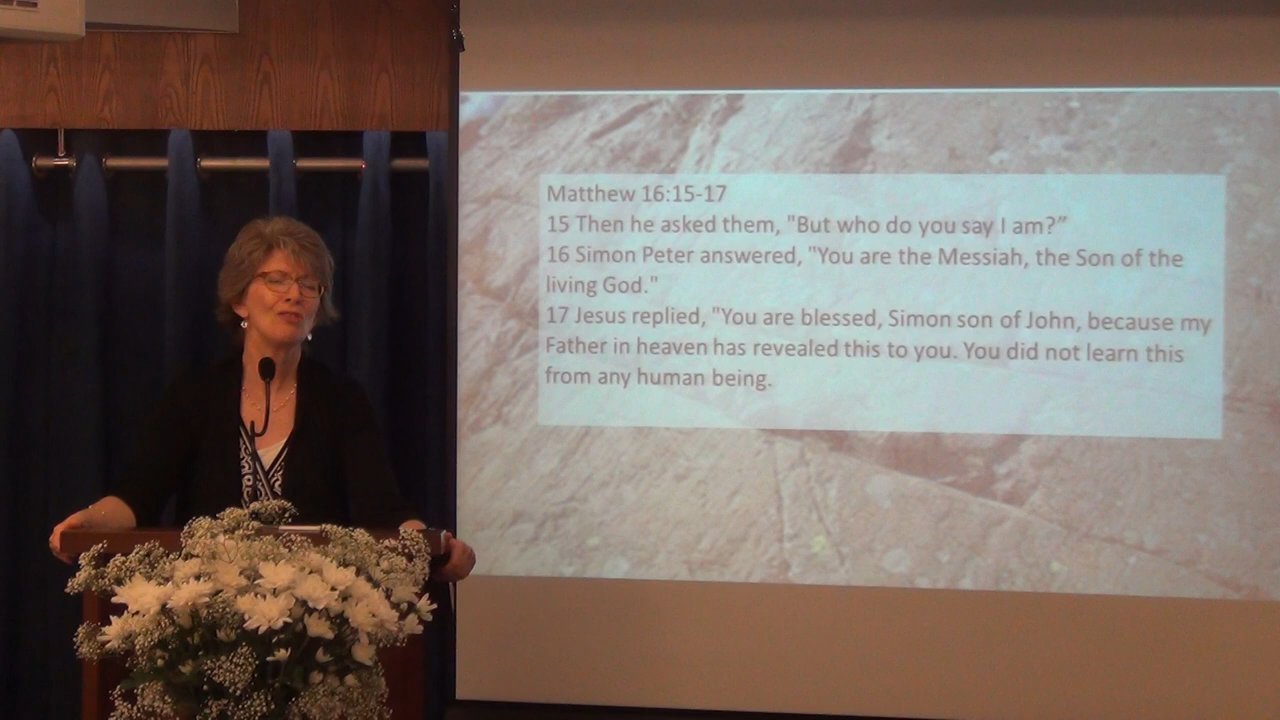 Matthew 16:15-17
15 Then he asked them, "But who do you say I am?”
16 Simon Peter answered, "You are the Messiah, the Son of the
living God."
17 Jesus replied, "You are blessed, Simon son of John, because my
Father in heaven has revealed this to you. You did not learn this
from any human being.